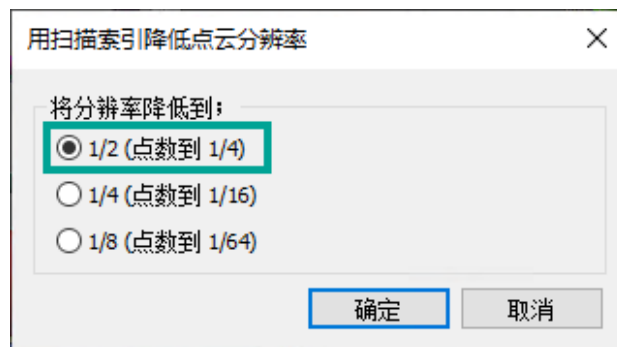 用扫描索引降低点云分辨率
将分辨率降低到;
1/2 (点数到 1/4)
1/4 (点数到 1/16)
1/8 (点数到 1/64)
确定 取消